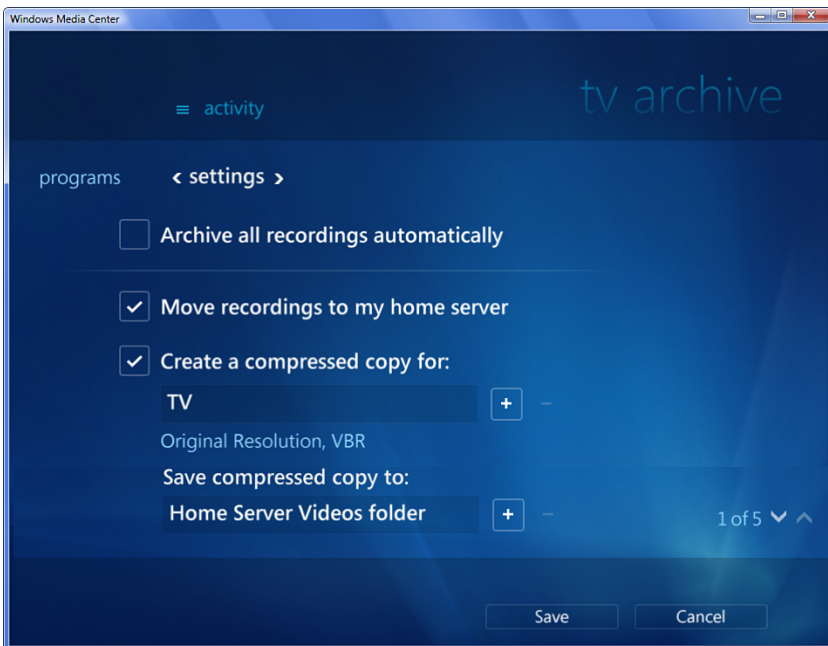 Windows Media Center
tv archive
activity
programs
settings
Archive all recordings automatically
Move recordings to my home server
Create a compressed copy for:
TV
Original Resolution, VBR
Save compressed copy to:
Home Server Videos folder
1 of 5
Save
Cancel